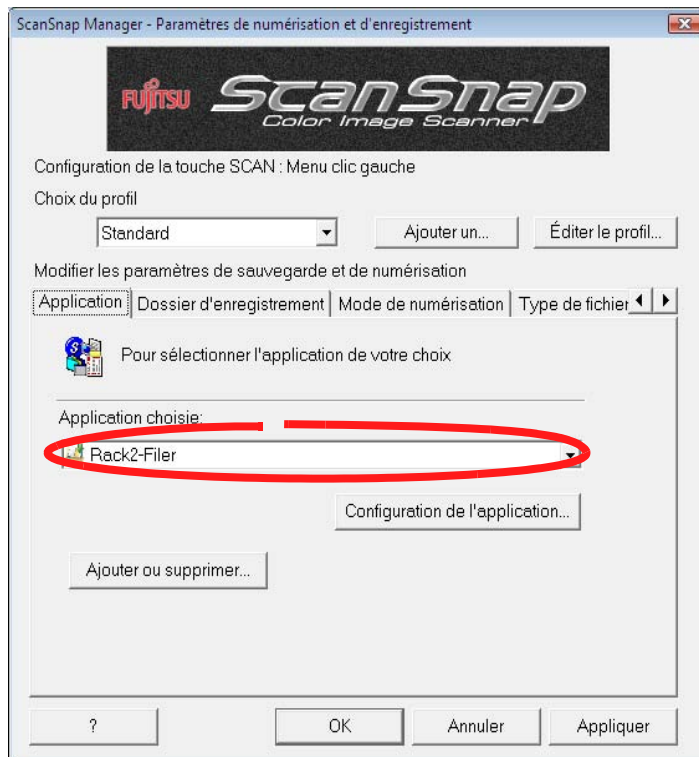 ScanSnap Manager - Paramètres de numérisation et d'enregistrement
FUJITSU ScanSnap
Color Image Scanner
Configuration de la touche SCAN : Menu clic gauche
Choix du profil
Standard
Ajouter un...
Éditer le profil...
Modifier les paramètres de sauvegarde et de numérisation
Application
Dossier d'enregistrement
Mode de numérisation
Type de fichier
Pour sélectionner l'application de votre choix
Application choisie:
Rack2-Filer
Configuration de l'application...
Ajouter ou supprimer...
?
OK
Annuler
Appliquer